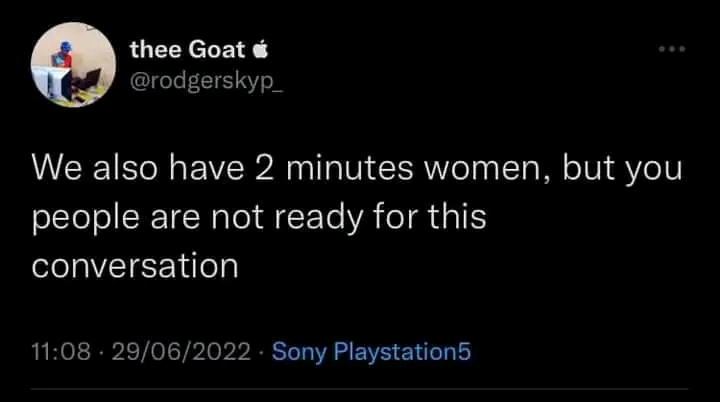 thee Goat 
@rodgerskyp_
We also have 2 minutes women, but you
people are not ready for this
conversation
11:08 · 29/06/2022 · Sony Playstation5